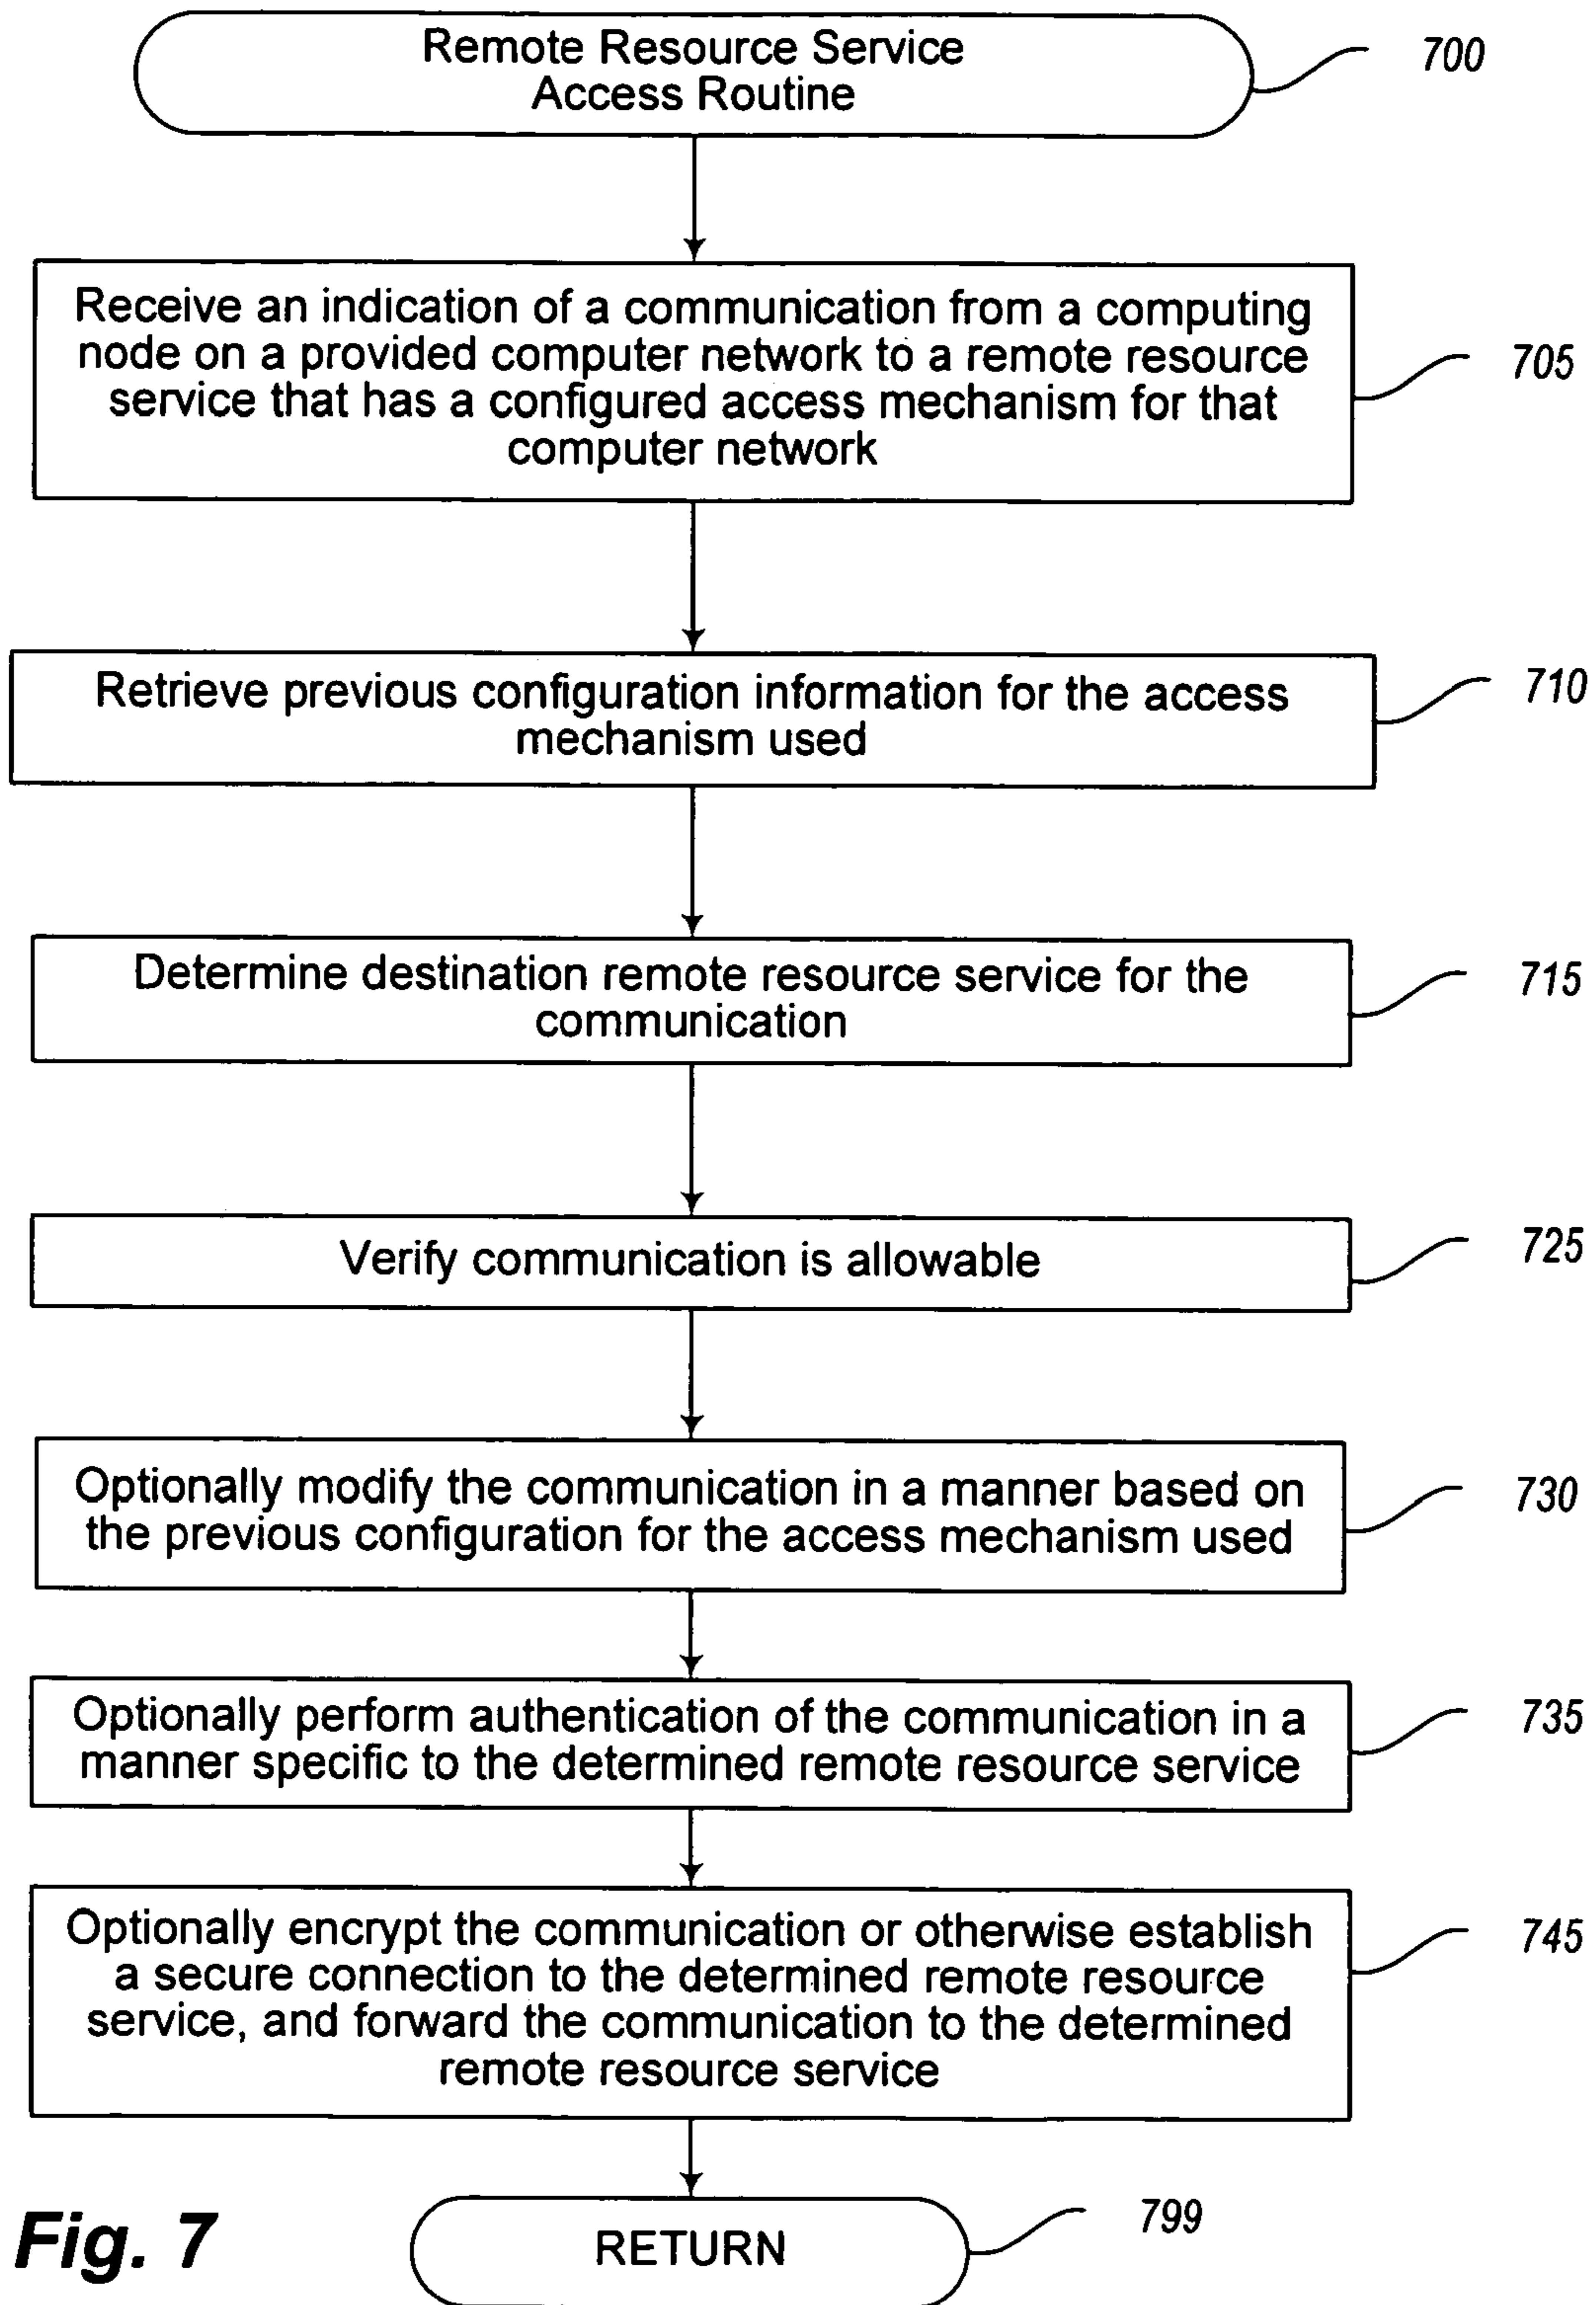 Remote Resource Service
Access Routine
700
Receive an indication of a communication from a computing
node on a provided computer network to a remote resource
service that has a configured access mechanism for that
computer network
705
Retrieve previous configuration information for the access
mechanism used
710
Determine destination remote resource service for the
communication
715
Verify communication is allowable
725
Optionally modify the communication in a manner based on
the previous configuration for the access mechanism used
730
Optionally perform authentication of the communication in a
manner specific to the determined remote resource service
735
Optionally encrypt the communication or otherwise establish
a secure connection to the determined remote resource
service, and forward the communication to the determined
remote resource service
745
RETURN
799
Fig. 7